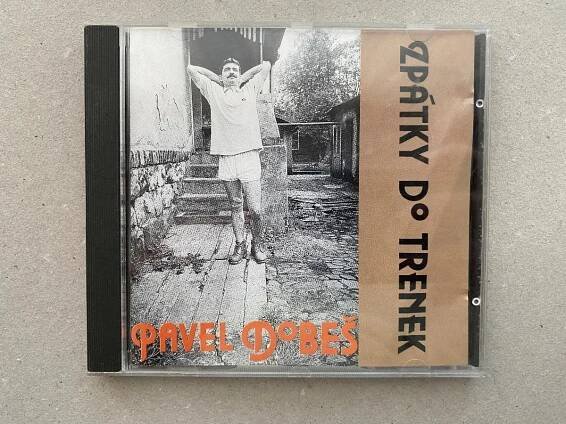 ZPÁTKY DO TRENEK
PAVEL DOBEŠ